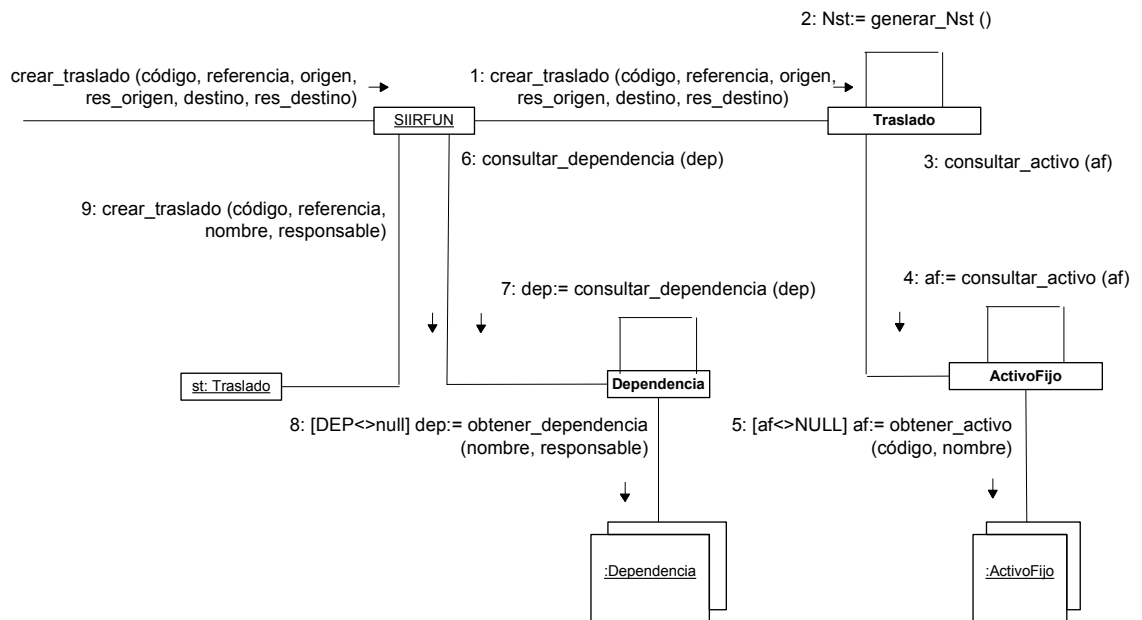 2: Nst:= generar_Nst ()
crear_traslado (código, referencia, origen,
res_origen, destino, res_destino)
1: crear_traslado (código, referencia, origen,
res_origen, destino, res_destino)
SIIRFUN
Traslado
6: consultar_dependencia (dep)
3: consultar_activo (af)
9: crear_traslado (código, referencia,
nombre, responsable)
7: dep:= consultar_dependencia (dep)
4: af:= consultar_activo (af)
st: Traslado
Dependencia
ActivoFijo
8: [DEP<>null] dep:= obtener_dependencia
(nombre, responsable)
5: [af<>NULL] af:= obtener_activo
(código, nombre)
:Dependencia
:ActivoFijo